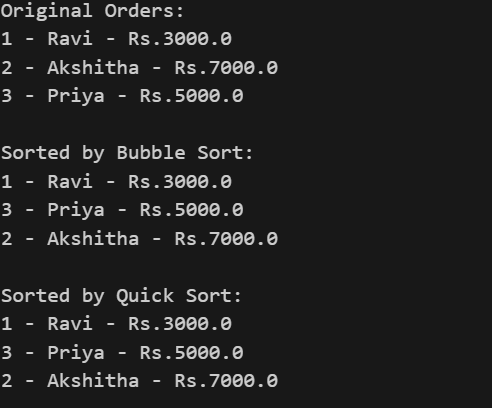 Original Orders:
1 - Ravi - Rs.3000.0
2 - Akshitha - Rs.7000.0
3 - Priya - Rs.5000.0
Sorted by Bubble Sort:
1 - Ravi - Rs.3000.0
3 - Priya - Rs.5000.0
2 - Akshitha - Rs.7000.0
Sorted by Quick Sort:
1 - Ravi - Rs.3000.0
3 - Priya - Rs.5000.0
2 - Akshitha - Rs.7000.0